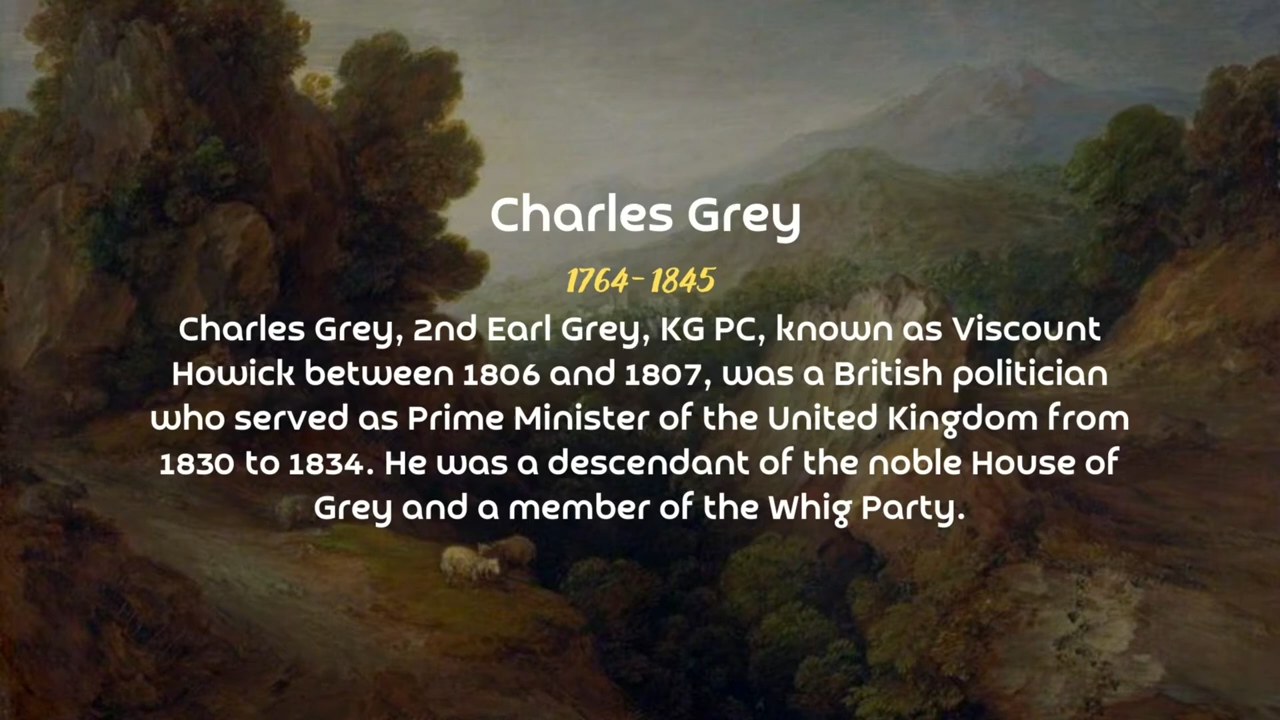 Charles Grey
1764-1845
Charles Grey, 2nd Earl Grey, KG PC, known as Viscount
Howick between 1806 and 1807, was a British politician
who served as Prime Minister of the United Kingdom from
1830 to 1834. He was a descendant of the noble House of
Grey and a member of the Whig Party.